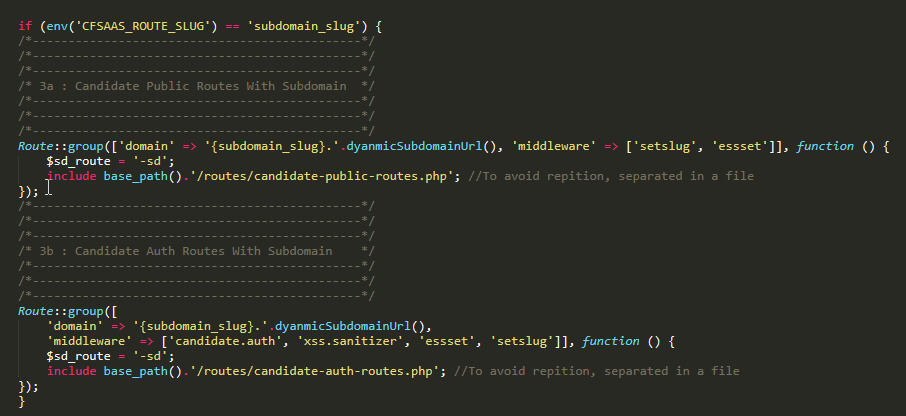 if (env('CFSAAS_ROUTE_SLUG') == 'subdomain_slug') {
/*----------------------------------------------*/
/*----------------------------------------------*/
/*----------------------------------------------*/
/* 3a : Candidate Public Routes With Subdomain  */
/*----------------------------------------------*/
/*----------------------------------------------*/
/*----------------------------------------------*/
Route::group(['domain' => '{subdomain_slug}.'.dyanmicSubdomainUrl(), 'middleware' => ['setslug', 'essset']], function () {
    $sd_route = '-sd';
    include base_path().'/routes/candidate-public-routes.php'; //To avoid repition, separated in a file
});
/*----------------------------------------------*/
/*----------------------------------------------*/
/*----------------------------------------------*/
/* 3b : Candidate Auth Routes With Subdomain    */
/*----------------------------------------------*/
/*----------------------------------------------*/
/*----------------------------------------------*/
Route::group([
    'domain' => '{subdomain_slug}.'.dyanmicSubdomainUrl(),
    'middleware' => ['candidate.auth', 'xss.sanitizer', 'essset', 'setslug']], function () {
    $sd_route = '-sd';
    include base_path().'/routes/candidate-auth-routes.php'; //To avoid repition, separated in a file
});
}